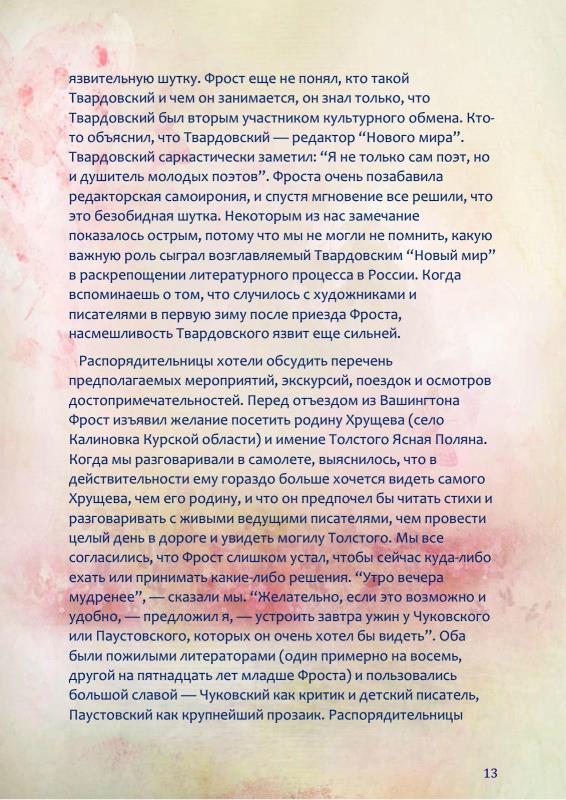 язвительную шутку. Фрост еще не понял, кто такой
Твардовский и чем он занимается, он знал только, что
Твардовский был вторым участником культурного обмена. Кто-
то объяснил, что Твардовский — редактор “Нового мира”.
Твардовский саркастически заметил: “Я не только сам поэт, но
и душитель молодых поэтов”. Фроста очень позабавила
редакторская самоирония, и спустя мгновение все решили, что
это безобидная шутка. Некоторым из нас замечание
показалось острым, потому что мы не могли не помнить, какую
важную роль сыграл возглавляемый Твардовским “Новый мир”
в раскрепощении литературного процесса в России. Когда
вспоминаешь о том, что случилось с художниками и
писателями в первую зиму после приезда Фроста,
насмешливость Твардовского язвит еще сильней.
Распорядительницы хотели обсудить перечень
предполагаемых мероприятий, экскурсий, поездок и осмотров
достопримечательностей. Перед отъездом из Вашингтона
Фрост изъявил желание посетить родину Хрущева (село
Калиновка Курской области) и имение Толстого Ясная Поляна.
Когда мы разговаривали в самолете, выяснилось, что в
действительности ему гораздо больше хочется видеть самого
Хрущева, чем его родину, и что он предпочел бы читать стихи и
разговаривать с живыми ведущими писателями, чем провести
целый день в дороге и увидеть могилу Толстого. Мы все
согласились, что Фрост слишком устал, чтобы сейчас куда-либо
ехать или принимать какие-либо решения. “Утро вечера
мудренее”, — сказали мы. “Желательно, если это возможно и
удобно, — предложил я, — устроить завтра ужин у Чуковского
или Паустовского, которых он очень хотел бы видеть”. Оба
были пожилыми литераторами (один примерно на восемь,
другой на пятнадцать лет младше Фроста) и пользовались
большой славой — Чуковский как критик и детский писатель,
Паустовский как крупнейший прозаик. Распорядительницы
13